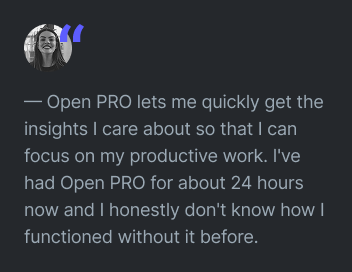 “
— Open PRO lets me quickly get the
insights I care about so that I can
focus on my productive work. I've
had Open PRO for about 24 hours
now and I honestly don't know how I
functioned without it before.